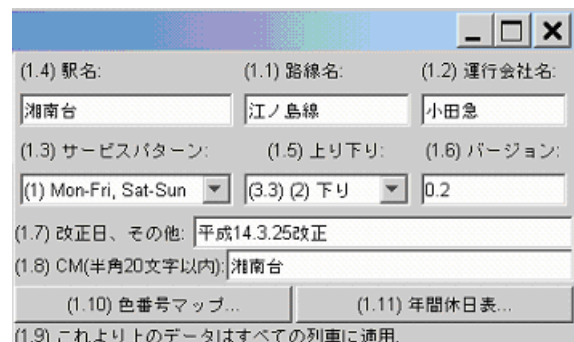 (1.4) 駅名: (1.1) 路線名: (1.2) 運行会社名:
湘南台 江ノ島線 小田急
(1.3) サービスパターン: (1.5) 上り下り: (1.6) バージョン:
(1) Mon-Fri, Sat-Sun (3.3) (2) 下り 0.2
(1.7) 改正日、その他: 平成14.3.25改正
(1.8) CM(半角20文字以内): 湘南台
(1.10) 色番号マップ... (1.11) 年間休日表...
(1.9) これより上のデータはすべての列車に適用.